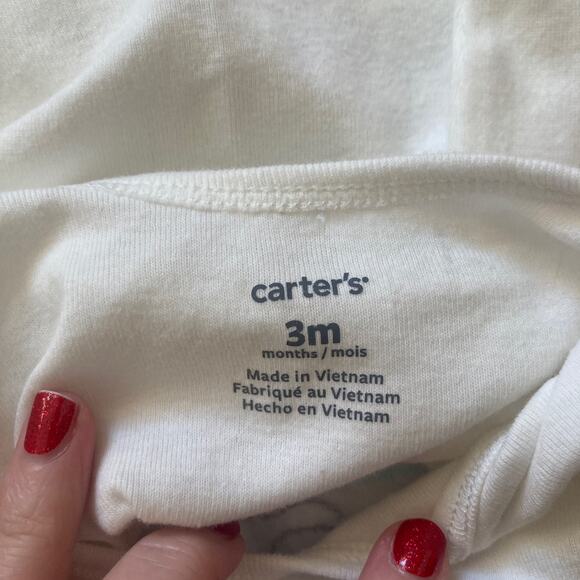 carter's
3m
months / mois
Made in Vietnam
Fabriqué au Vietnam
Hecho en Vietnam